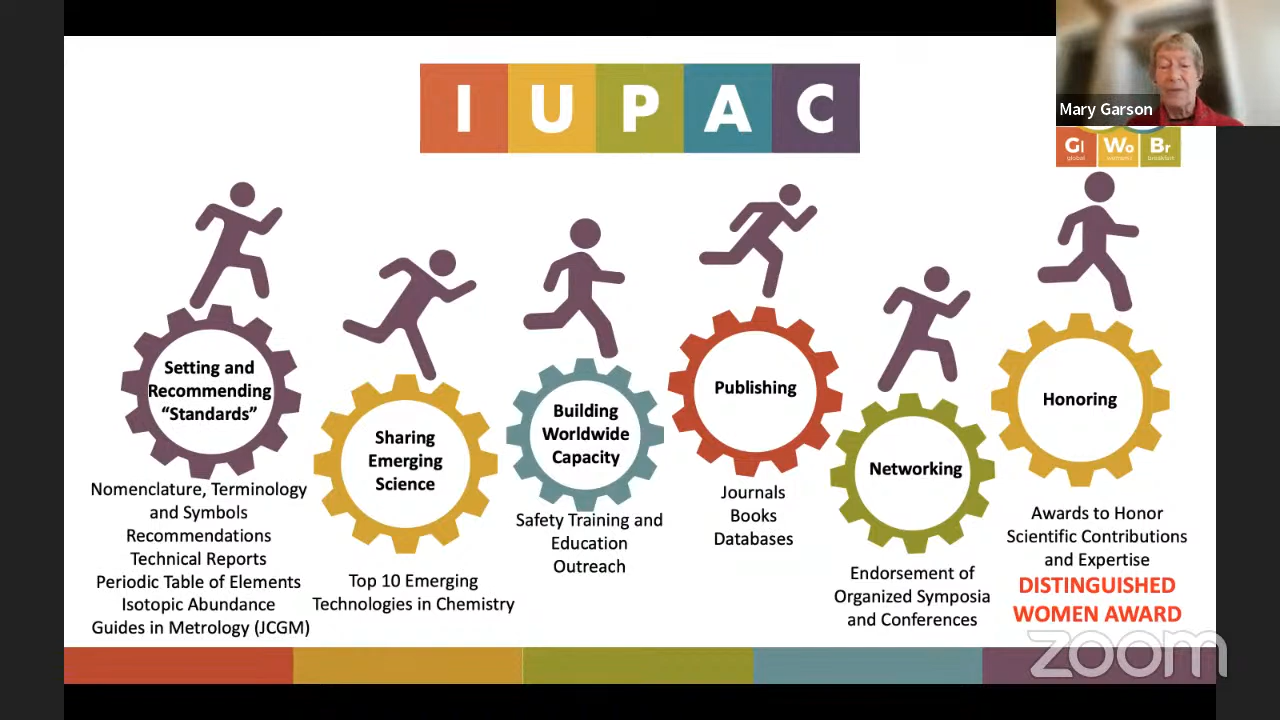 I U P A C
Mary Garson
Gl Wo Br
global women's breakfast
Setting and
Recommending
“Standards”
Nomenclature, Terminology
and Symbols
Recommendations
Technical Reports
Periodic Table of Elements
Isotopic Abundance
Guides in Metrology (JCGM)
Sharing
Emerging
Science
Top 10 Emerging
Technologies in Chemistry
Building
Worldwide
Capacity
Safety Training and
Education
Outreach
Publishing
Journals
Books
Databases
Networking
Endorsement of
Organized Symposia
and Conferences
Honoring
Awards to Honor
Scientific Contributions
and Expertise
DISTINGUISHED
WOMEN AWARD
zoom